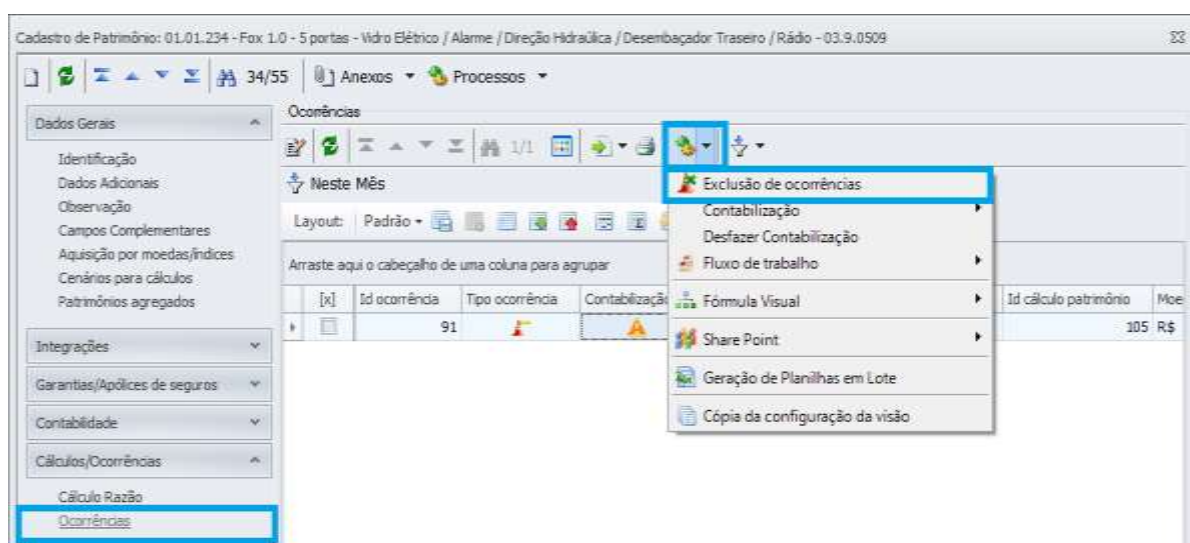 Cadastro de Patrimônio: 01.01.234 - Fox 1.0 - 5 portas - Vidro Elétrico / Alarme / Direção Hidraúlica / Desembaçador Traseiro / Rádio - 03.9.0509
34/55 Anexos Processos
Dados Gerais
Identificação
Dados Adicionais
Observação
Campos Complementares
Aquisição por moedas/índices
Cenários para cálculos
Patrimônios agregados
Integrações
Garantias/Apólices de seguros
Contabilidade
Cálculos/Ocorrências
Cálculo Razão
Ocorrências
Ocorrências
1/1
Neste Mês
Layout: Padrão
Arraste aqui o cabeçalho de uma coluna para agrupar
[x] Id ocorrência Tipo ocorrência Contabilização Id cálculo patrimônio Moe
91 A 105 R$
Exclusão de ocorrências
Contabilização
Desfazer Contabilização
Fluxo de trabalho
Fórmula Visual
Share Point
Geração de Planilhas em Lote
Cópia da configuração da visão